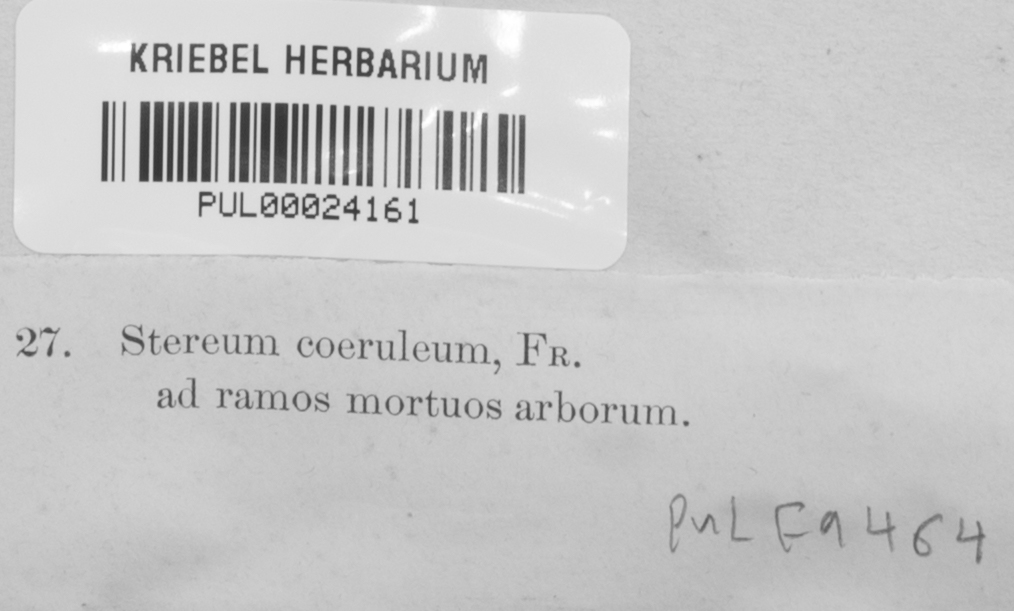 KRIEBEL HERBARIUM
PUL00024161
27. Stereum coeruleum, FR.
ad ramos mortuos arborum.
PUL F9464